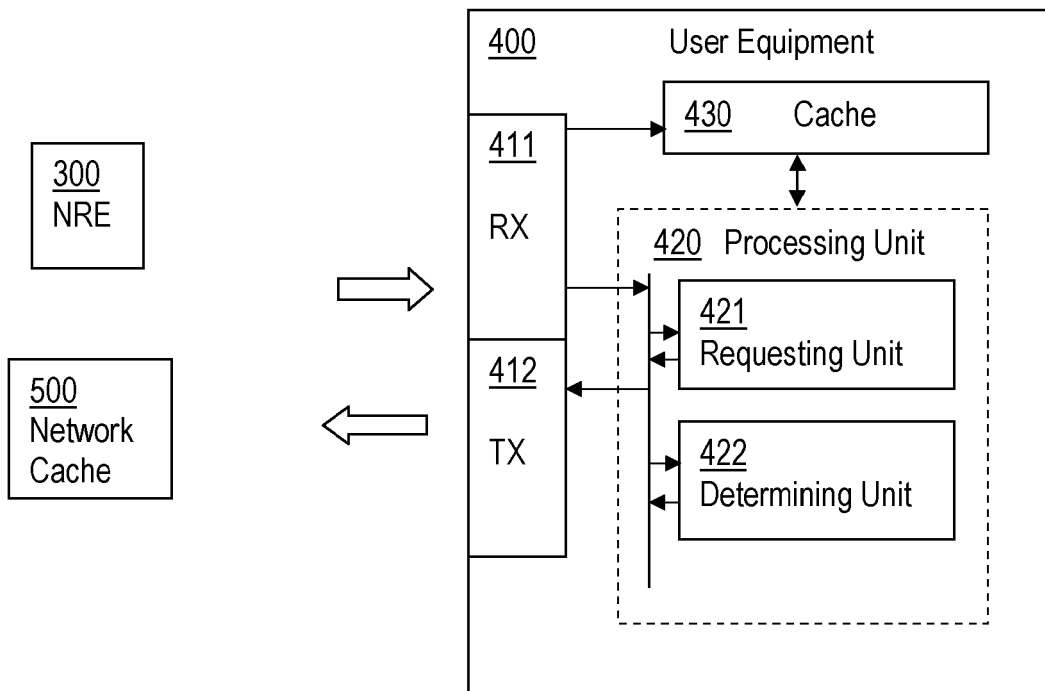 400 User Equipment
430 Cache
411
RX
300
NRE
420 Processing Unit
421
Requesting Unit
412
TX
500
Network
Cache
422
Determining Unit